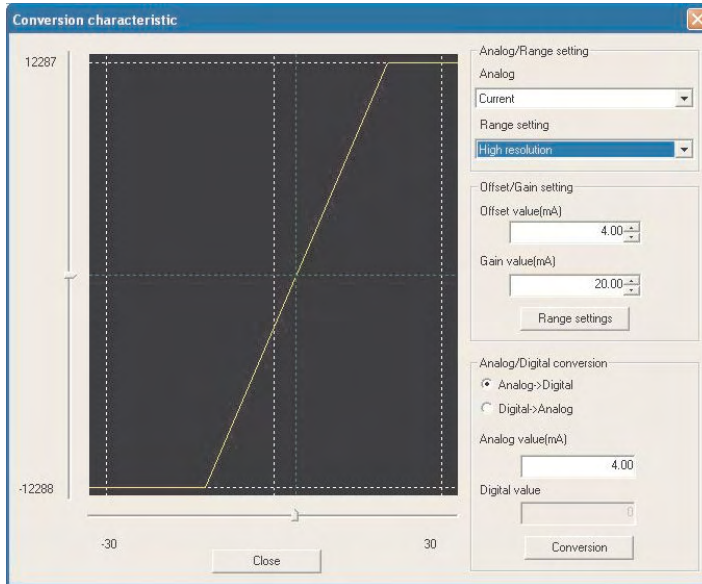 Conversion characteristic
12287
-12288
-30
30
Close
Analog/Range setting
Analog
Current
Range setting
High resolution
Offset/Gain setting
Offset value(mA)
4.00
Gain value(mA)
20.00
Range settings
Analog/Digital conversion
Analog->Digital
Digital->Analog
Analog value(mA)
4.00
Digital value
0
Conversion